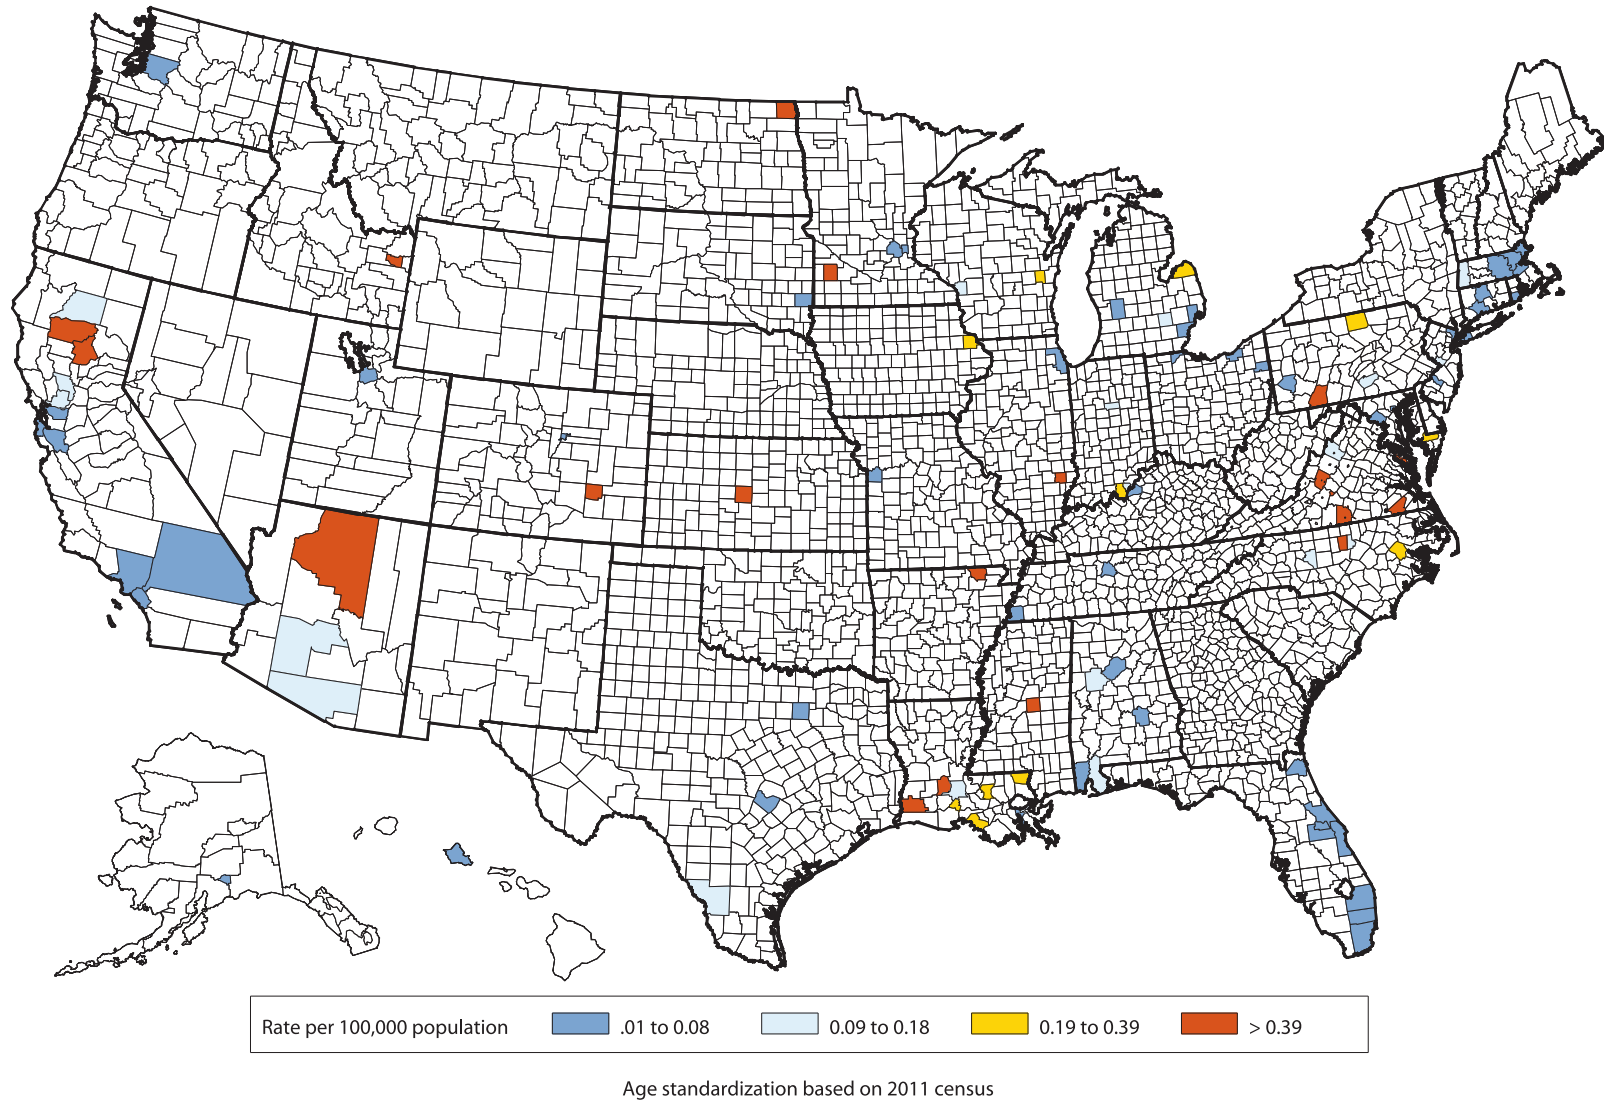 Rate per 100,000 population .01 to 0.08 0.09 to 0.18 0.19 to 0.39 > 0.39
Age standardization based on 2011 census